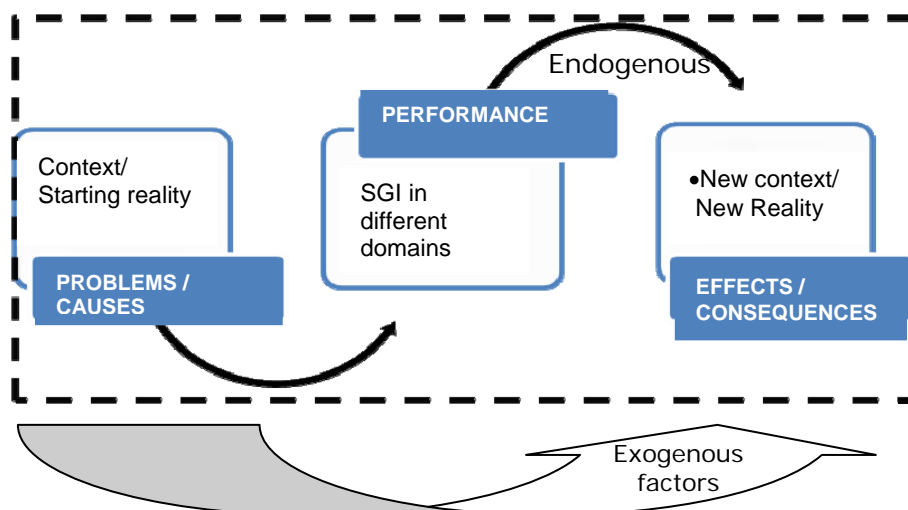 Endogenous
Context/
Starting reality
PROBLEMS /
CAUSES
PERFORMANCE
SGI in
different
domains
•New context/
New Reality
EFFECTS /
CONSEQUENCES
Exogenous
factors